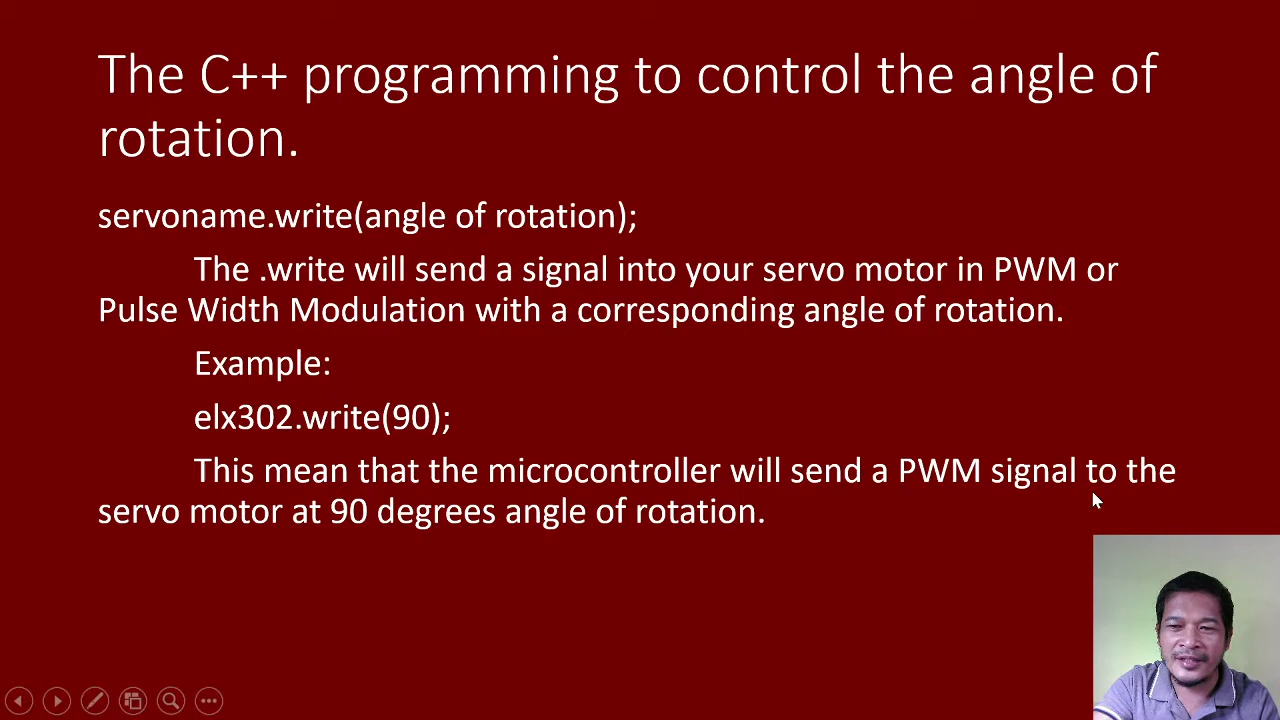 The C++ programming to control the angle of
rotation.
servoname.write(angle of rotation);
The .write will send a signal into your servo motor in PWM or
Pulse Width Modulation with a corresponding angle of rotation.
Example:
elx302.write(90);
This mean that the microcontroller will send a PWM signal to the
servo motor at 90 degrees angle of rotation.